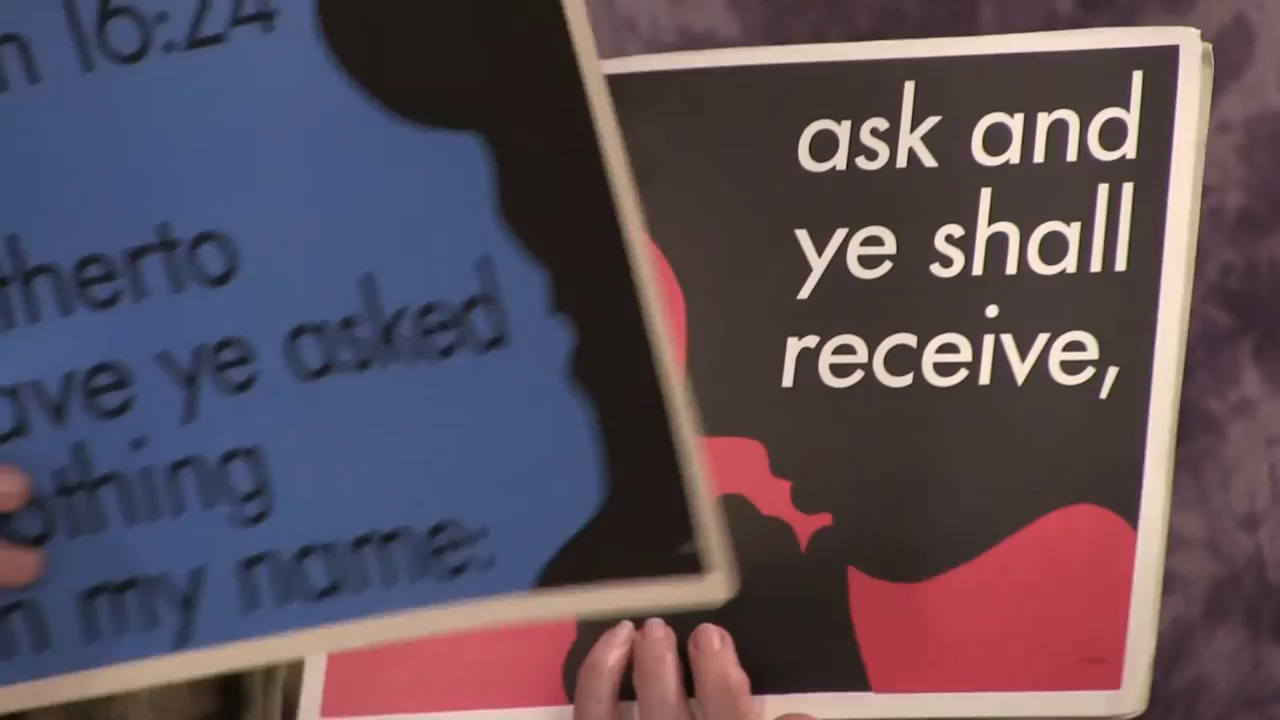 n 16:24
therto
ave ye asked
othing
n my name:
ask and
ye shall
receive,